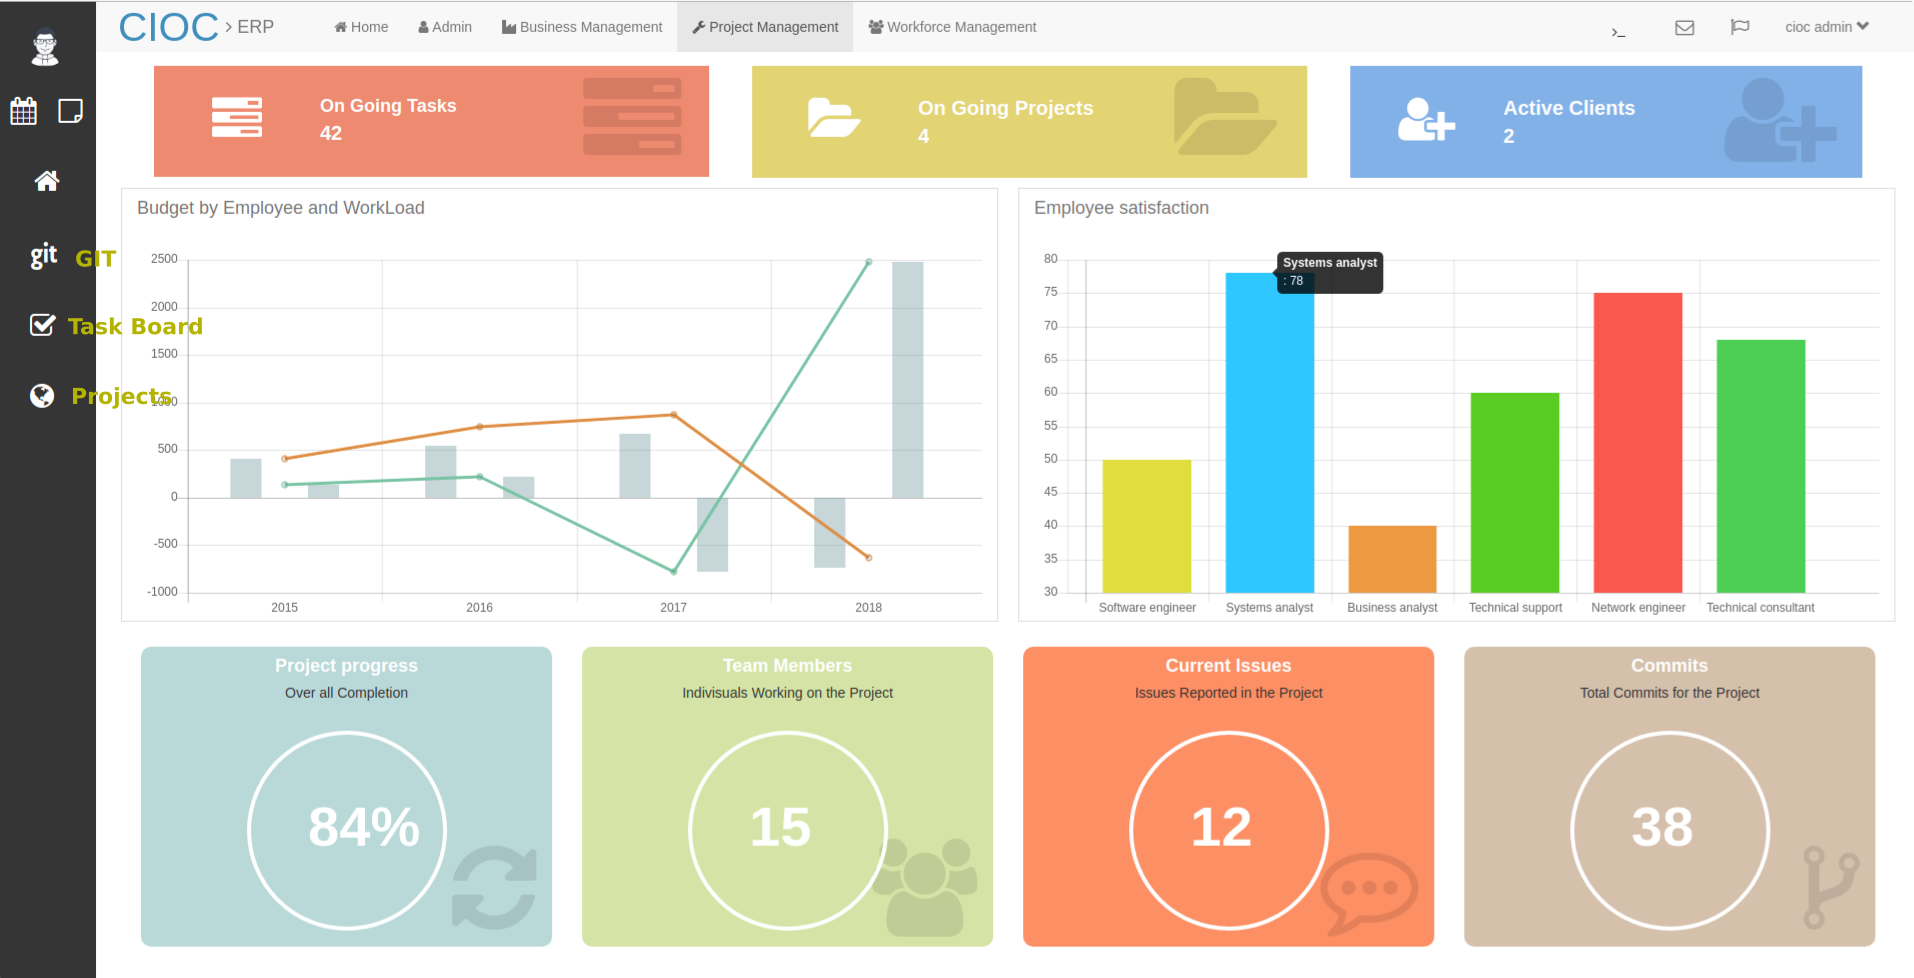 CIOC > ERP
Home
Admin
Business Management
Project Management
Workforce Management
>_
cioc admin
On Going Tasks
42
On Going Projects
4
Active Clients
2
git GIT
Task Board
Projects
Budget by Employee and WorkLoad
2500
2000
1500
1000
500
0
-500
-1000
2015 2016 2017 2018
Employee satisfaction
Systems analyst
: 78
80
75
70
65
60
55
50
45
40
35
30
Software engineer Systems analyst Business analyst Technical support Network engineer Technical consultant
Project progress
Over all Completion
84%
Team Members
Indivisuals Working on the Project
15
Current Issues
Issues Reported in the Project
12
Commits
Total Commits for the Project
38